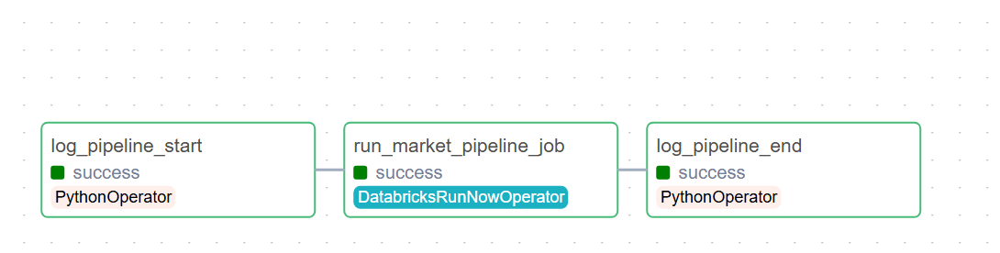 log_pipeline_start
success
PythonOperator
run_market_pipeline_job
success
DatabricksRunNowOperator
log_pipeline_end
success
PythonOperator